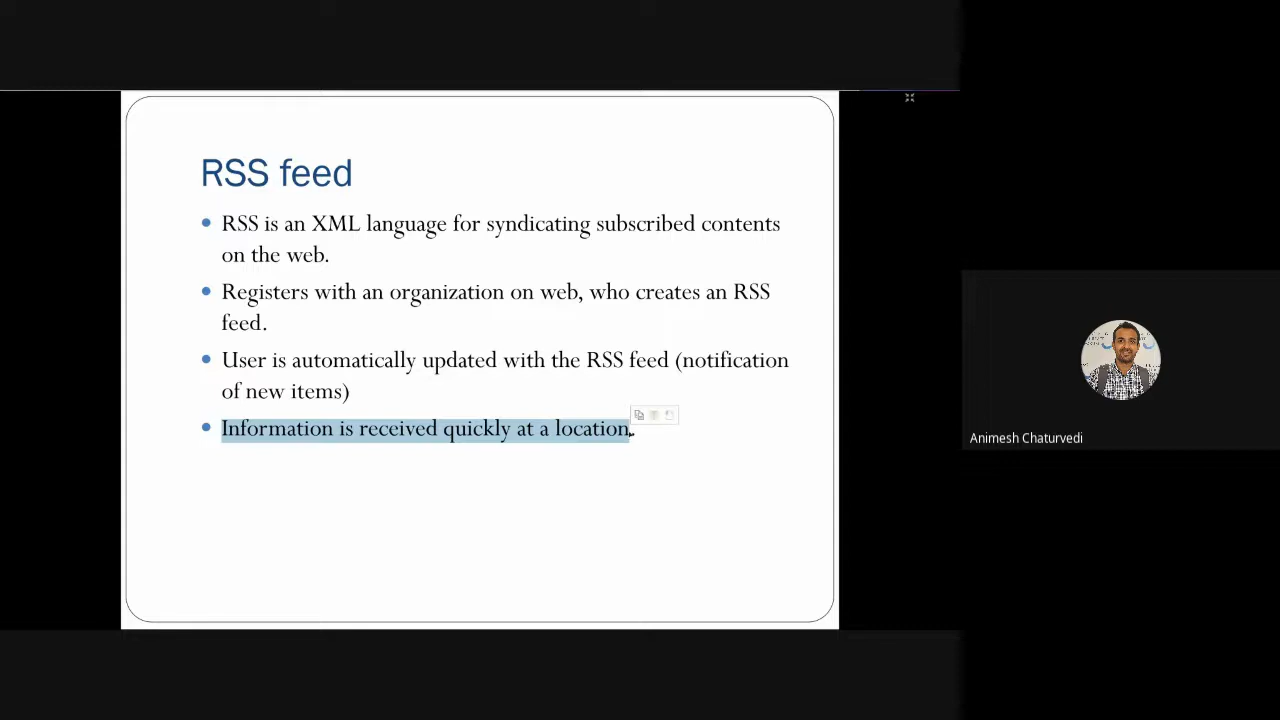 RSS feed
RSS is an XML language for syndicating subscribed contents
on the web.
Registers with an organization on web, who creates an RSS
feed.
User is automatically updated with the RSS feed (notification
of new items)
Information is received quickly at a location.
Animesh Chaturvedi